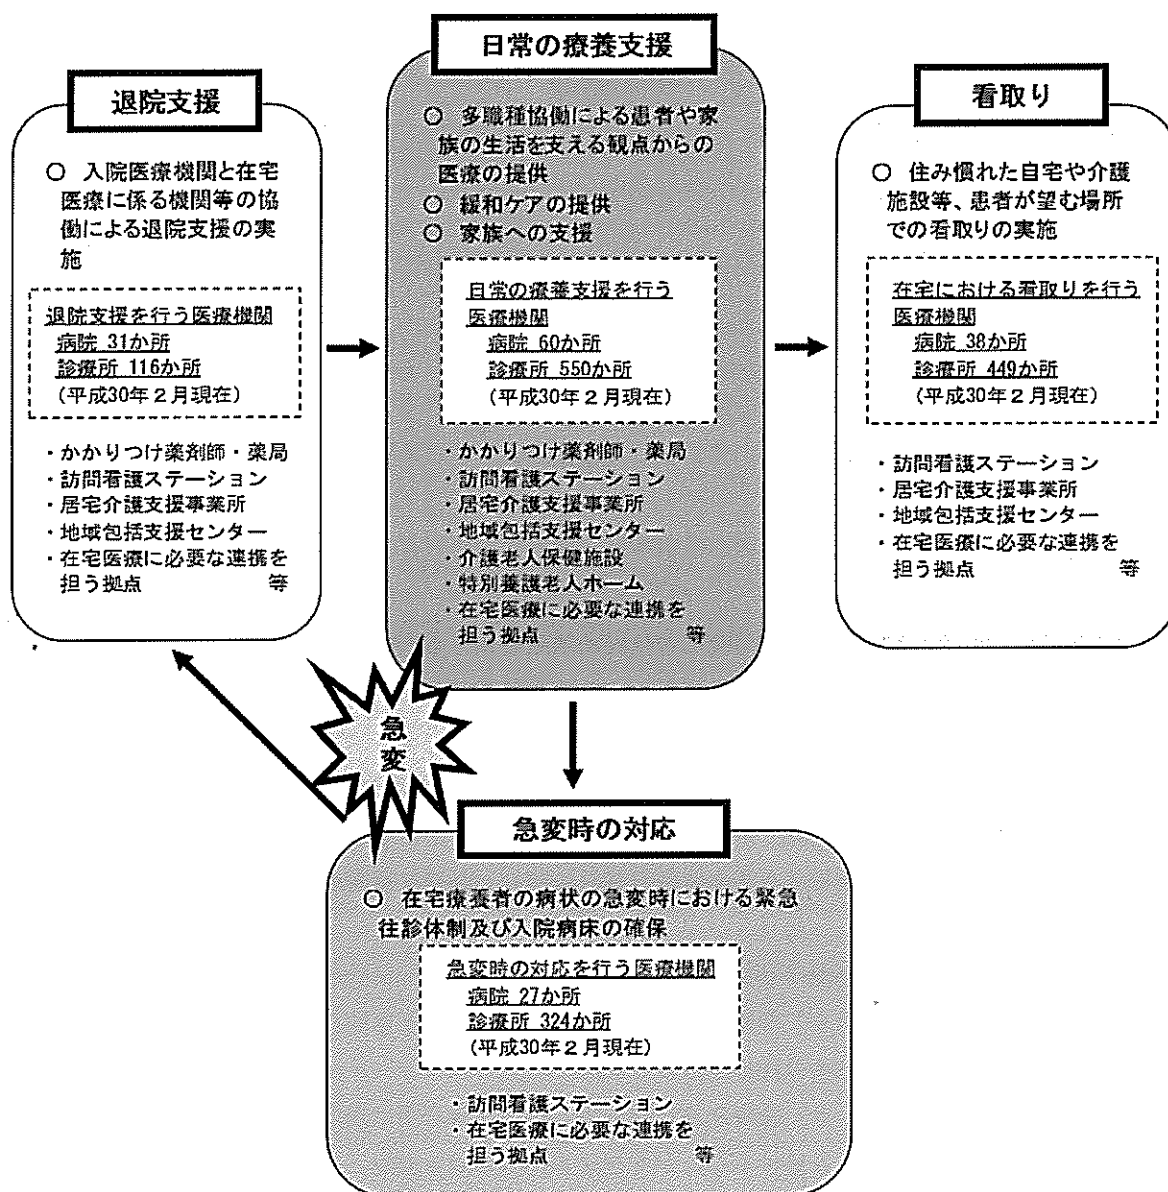 退院支援
○ 入院医療機関と在宅
医療に係る機関等の協
働による退院支援の実
施
退院支援を行う医療機関
病院 31か所
診療所 116か所
(平成30年2月現在)
・かかりつけ薬剤師・薬局
・訪問看護ステーション
・居宅介護支援事業所
・地域包括支援センター
・在宅医療に必要な連携を
担う拠点 等
日常の療養支援
○ 多職種協働による患者や家
族の生活を支える観点からの
医療の提供
○ 緩和ケアの提供
○ 家族への支援
日常の療養支援を行う
医療機関
病院 60か所
診療所 550か所
(平成30年2月現在)
・かかりつけ薬剤師・薬局
・訪問看護ステーション
・居宅介護支援事業所
・地域包括支援センター
・介護老人保健施設
・特別養護老人ホーム
・在宅医療に必要な連携を
担う拠点 等
看取り
○ 住み慣れた自宅や介護
施設等、患者が望む場所
での看取りの実施
在宅における看取りを行う
医療機関
病院 38か所
診療所 449か所
(平成30年2月現在)
・訪問看護ステーション
・居宅介護支援事業所
・地域包括支援センター
・在宅医療に必要な連携を
担う拠点 等
急
変
急変時の対応
○ 在宅療養者の病状の急変時における緊急
往診体制及び入院病床の確保
急変時の対応を行う医療機関
病院 27か所
診療所 324か所
(平成30年2月現在)
・訪問看護ステーション
・在宅医療に必要な連携を
担う拠点 等